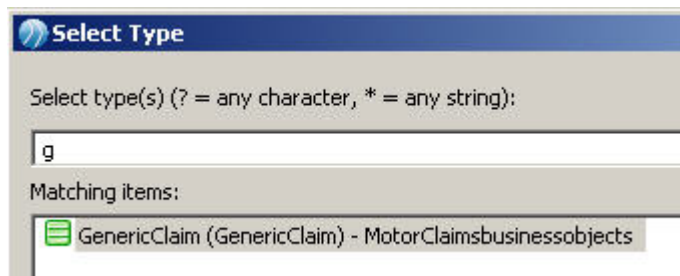 Select Type
Select type(s) (? = any character, * = any string):
g
Matching items:
GenericClaim (GenericClaim) - MotorClaimsbusinessobjects